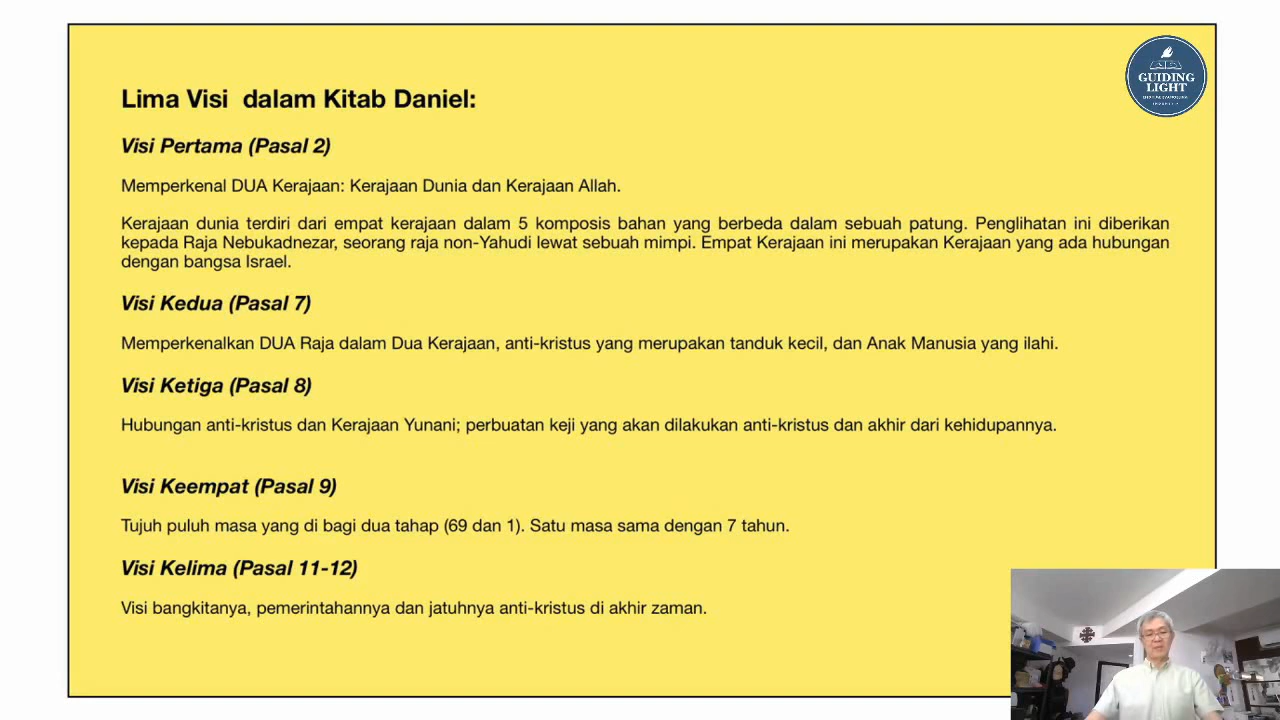 GUIDING
LIGHT
Lima Visi dalam Kitab Daniel:
Visi Pertama (Pasal 2)
Memperkenal DUA Kerajaan: Kerajaan Dunia dan Kerajaan Allah.
Kerajaan dunia terdiri dari empat kerajaan dalam 5 komposis bahan yang berbeda dalam sebuah patung. Penglihatan ini diberikan
kepada Raja Nebukadnezar, seorang raja non-Yahudi lewat sebuah mimpi. Empat Kerajaan ini merupakan Kerajaan yang ada hubungan
dengan bangsa Israel.
Visi Kedua (Pasal 7)
Memperkenalkan DUA Raja dalam Dua Kerajaan, anti-kristus yang merupakan tanduk kecil, dan Anak Manusia yang ilahi.
Visi Ketiga (Pasal 8)
Hubungan anti-kristus dan Kerajaan Yunani; perbuatan keji yang akan dilakukan anti-kristus dan akhir dari kehidupannya.
Visi Keempat (Pasal 9)
Tujuh puluh masa yang di bagi dua tahap (69 dan 1). Satu masa sama dengan 7 tahun.
Visi Kelima (Pasal 11-12)
Visi bangkitanya, pemerintahannya dan jatuhnya anti-kristus di akhir zaman.